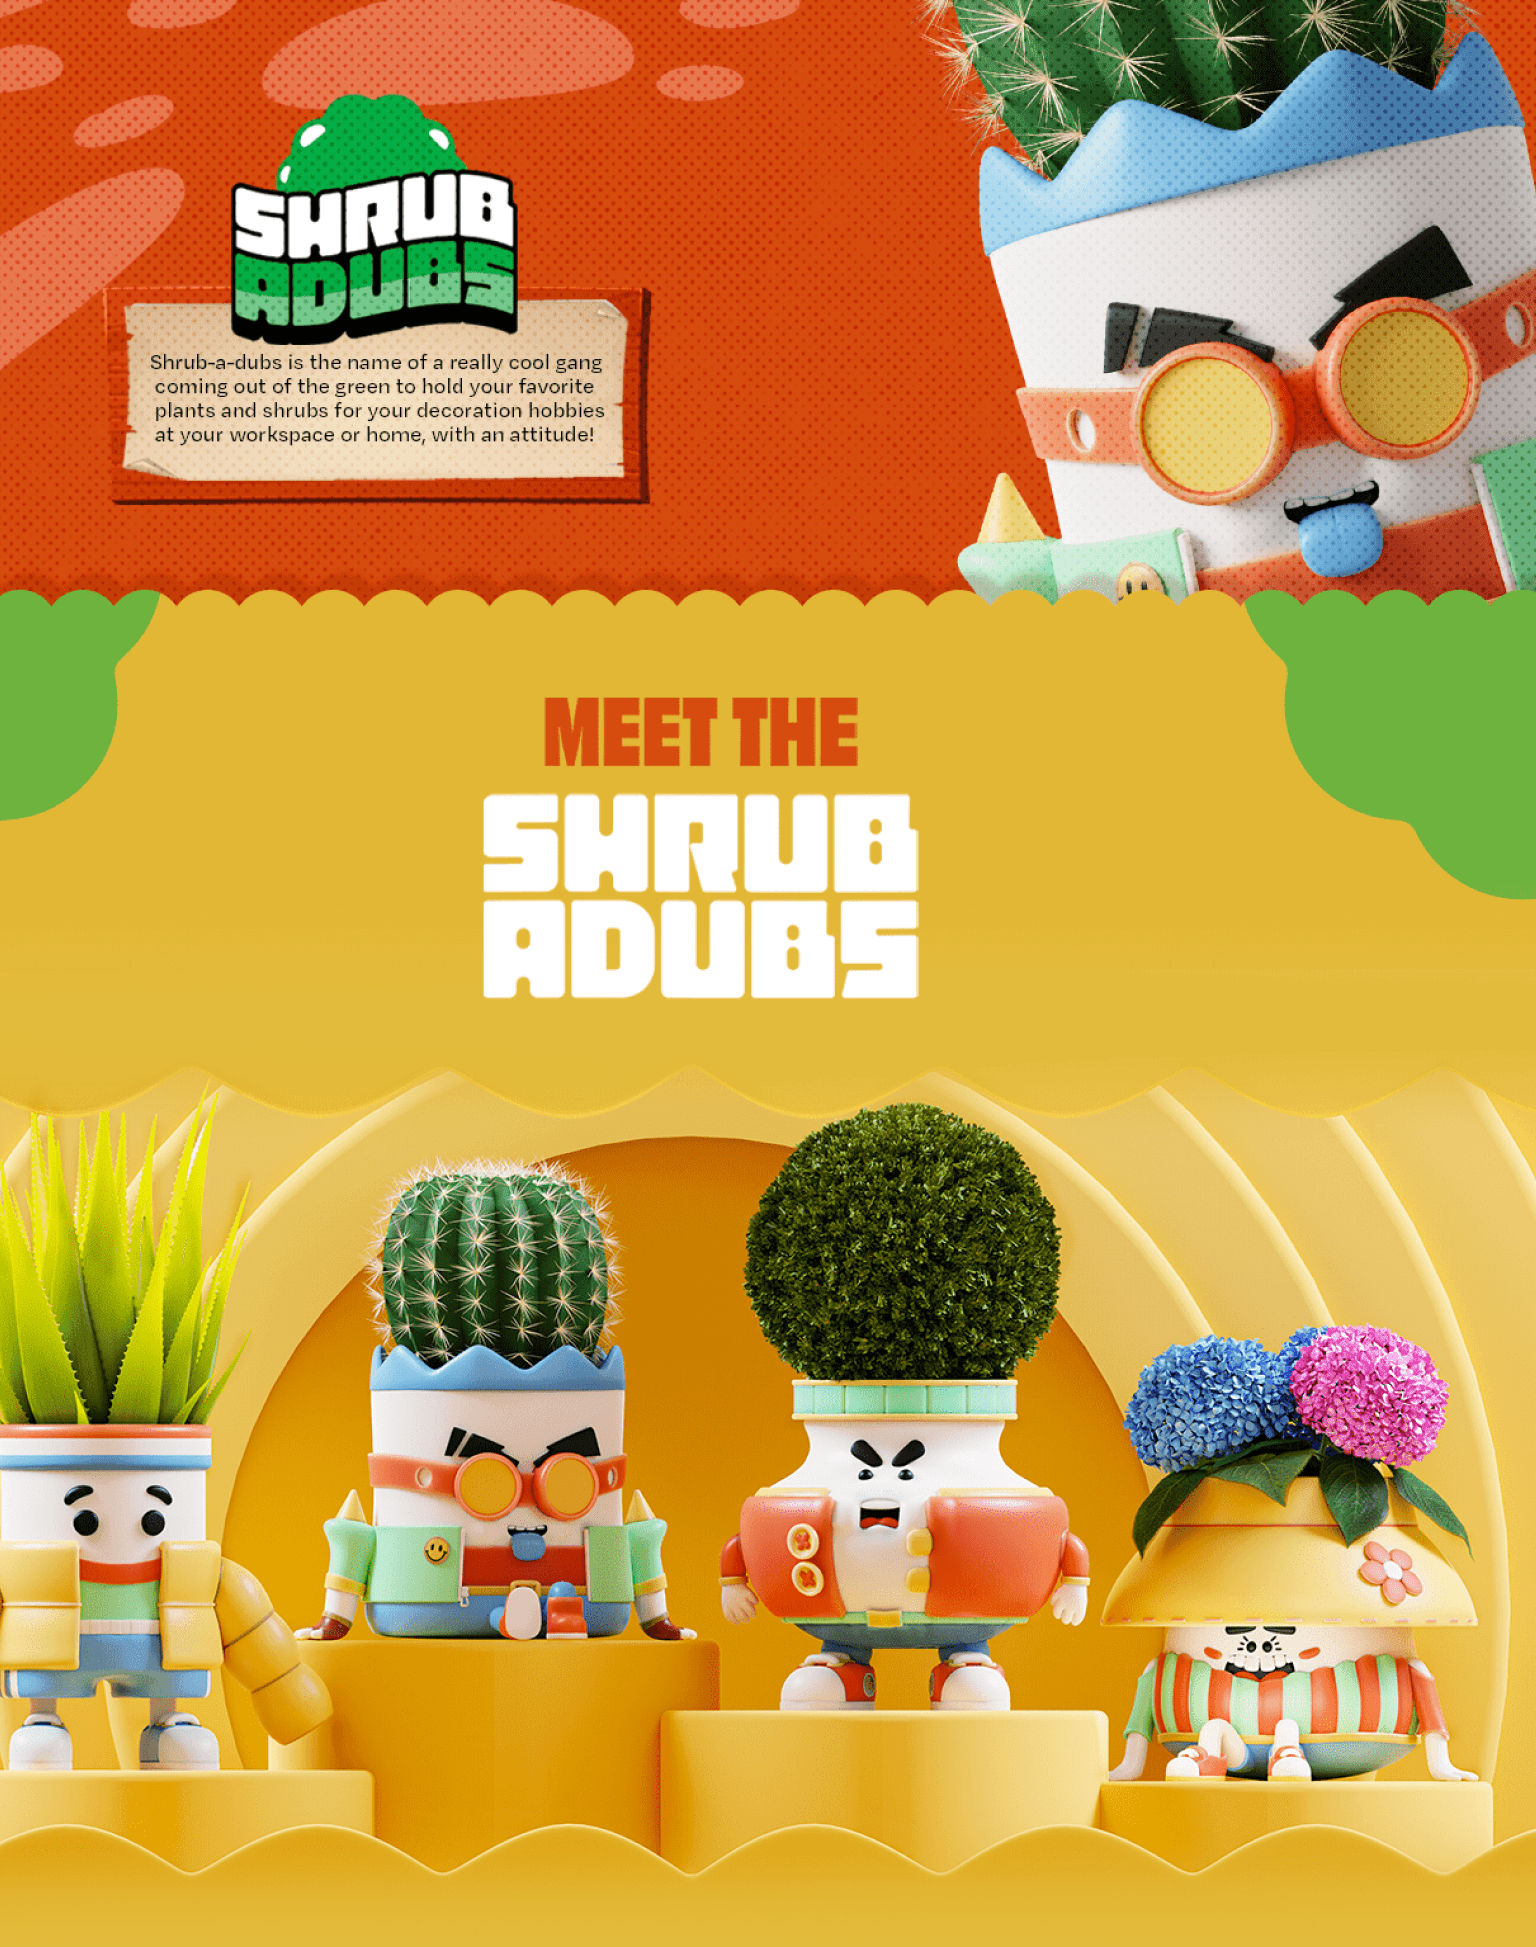 SHRUB
ADUBS
Shrub-a-dubs is the name of a really cool gang
coming out of the green to hold your favorite
plants and shrubs for your decoration hobbies
at your workspace or home, with an attitude!
MEET THE
SHRUB
ADUBS